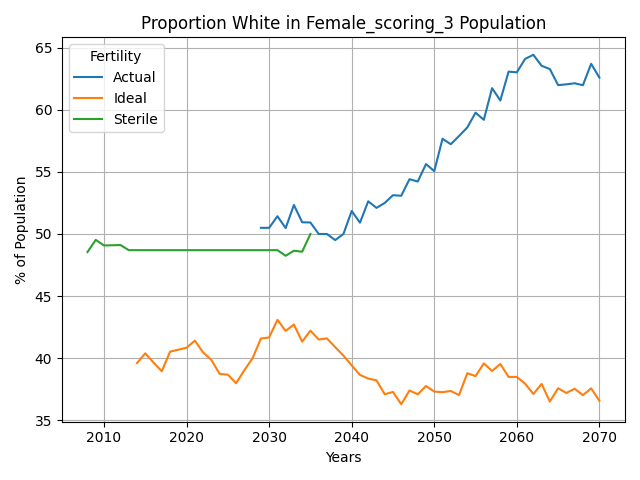 Proportion White in Female_scoring_3 Population
Fertility
Actual
Ideal
Sterile
% of Population
65
60
55
50
45
40
35
2010 2020 2030 2040 2050 2060 2070
Years